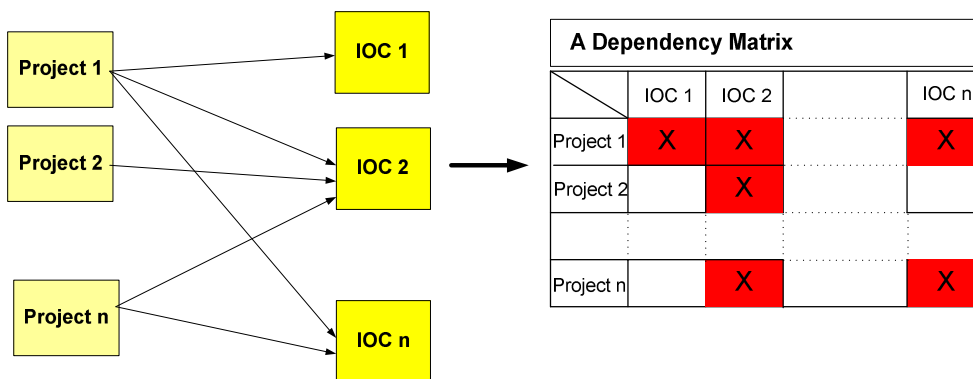 Project 1
Project 2
Project n
IOC 1
IOC 2
IOC n
A Dependency Matrix
IOC 1 IOC 2 IOC n
Project 1 X X X
Project 2 X
Project n X X